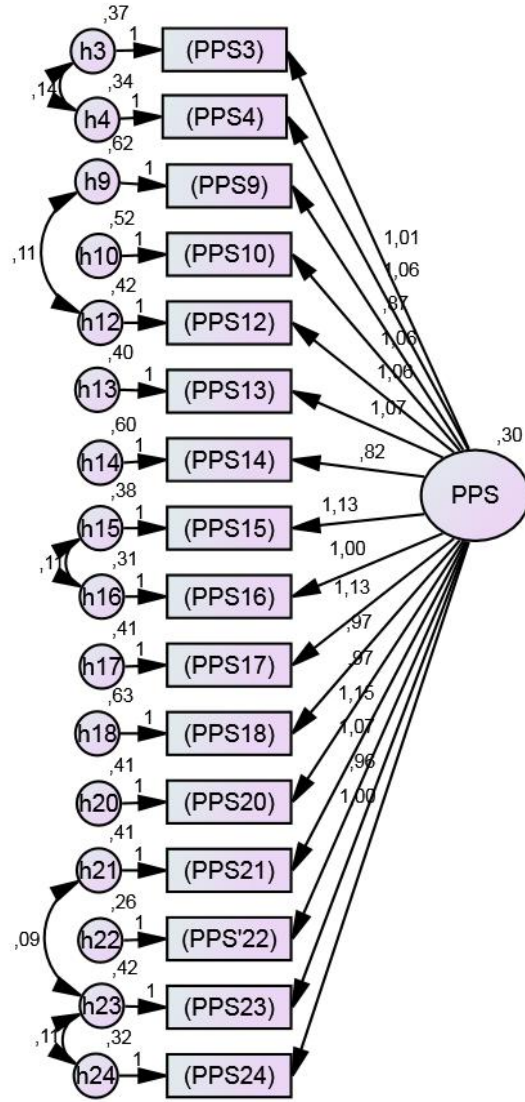 ,37
h3 1 (PPS3)
,14
,34
h4 1 (PPS4)
,62
h9 1 (PPS9)
,11
,52
h10 1 (PPS10)
,42
h12 1 (PPS12)
,40
h13 1 (PPS13)
,60
h14 1 (PPS14)
,38
h15 1 (PPS15)
,11
,31
h16 1 (PPS16)
,41
h17 1 (PPS17)
,63
h18 1 (PPS18)
,41
h20 1 (PPS20)
,41
h21 1 (PPS21)
,09
,26
h22 1 (PPS'22)
,42
h23 1 (PPS23)
,11
,32
h24 1 (PPS24)
1,01
1,06
,87
1,06
1,06
1,07
,82
1,13
1,00
1,13
,97
,97
1,15
1,07
,96
1,00
,30
PPS